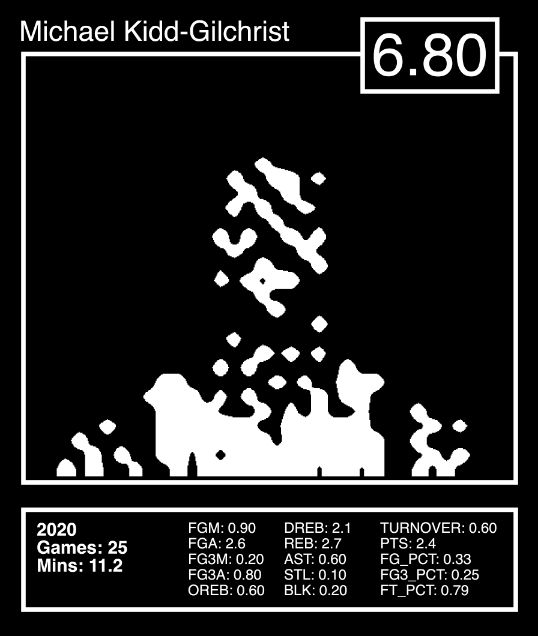 Michael Kidd-Gilchrist
6.80
2020
Games: 25
Mins: 11.2
FGM: 0.90
FGA: 2.6
FG3M: 0.20
FG3A: 0.80
OREB: 0.60
DREB: 2.1
REB: 2.7
AST: 0.60
STL: 0.10
BLK: 0.20
TURNOVER: 0.60
PTS: 2.4
FG_PCT: 0.33
FG3_PCT: 0.25
FT_PCT: 0.79